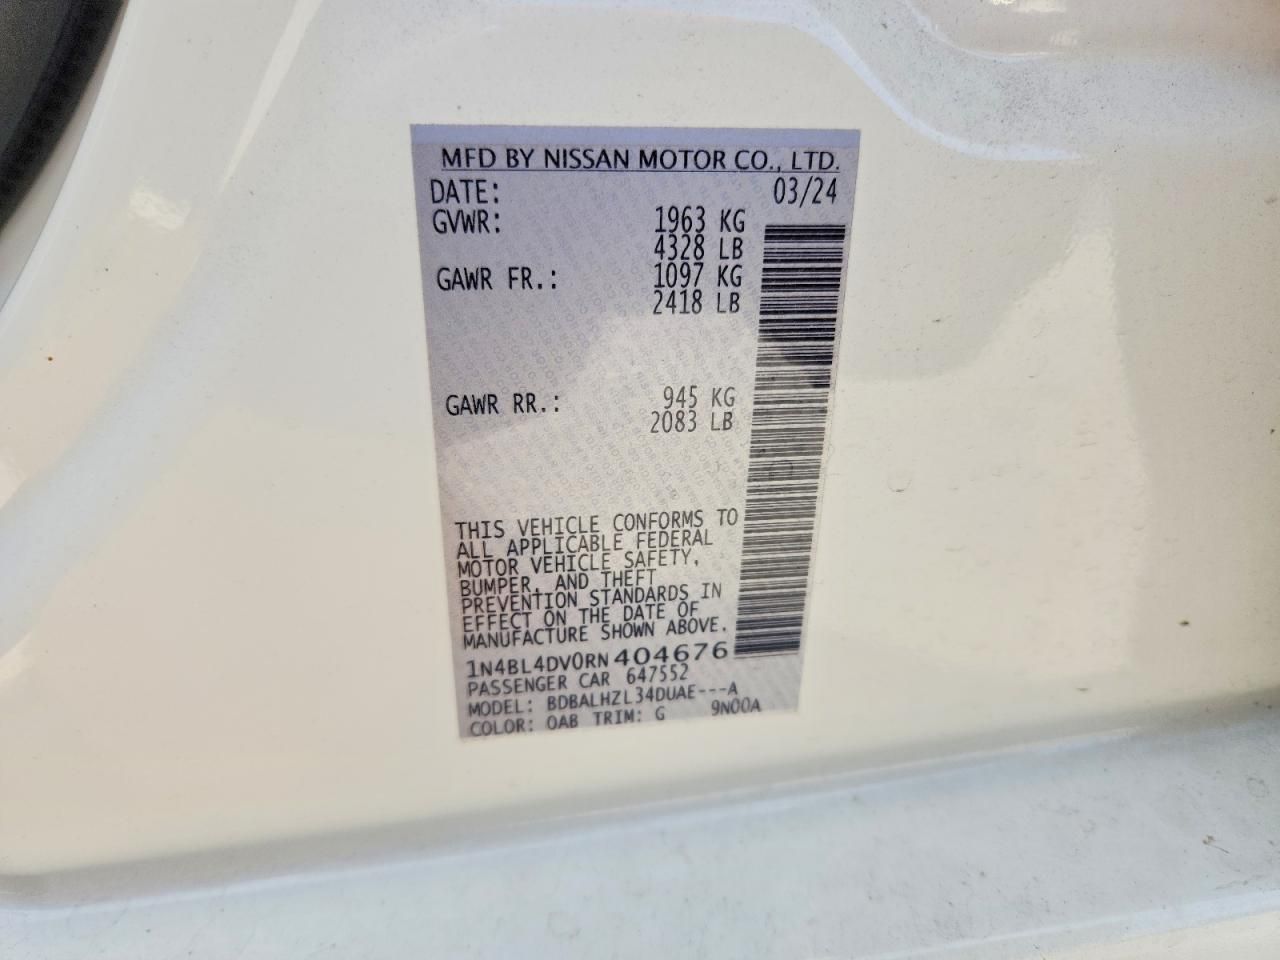 MFD BY NISSAN MOTOR CO., LTD.
DATE: 03/24
GVWR: 1963 KG
4328 LB
GAWR FR.: 1097 KG
2418 LB
GAWR RR.: 945 KG
2083 LB
THIS VEHICLE CONFORMS TO
ALL APPLICABLE FEDERAL
MOTOR VEHICLE SAFETY,
BUMPER, AND THEFT
PREVENTION STANDARDS IN
EFFECT ON THE DATE OF
MANUFACTURE SHOWN ABOVE.
1N4BL4DV0RN404676
PASSENGER CAR 647552
MODEL: BDBALHZL34DUAE---A
COLOR: QAB TRIM: G 9N00A